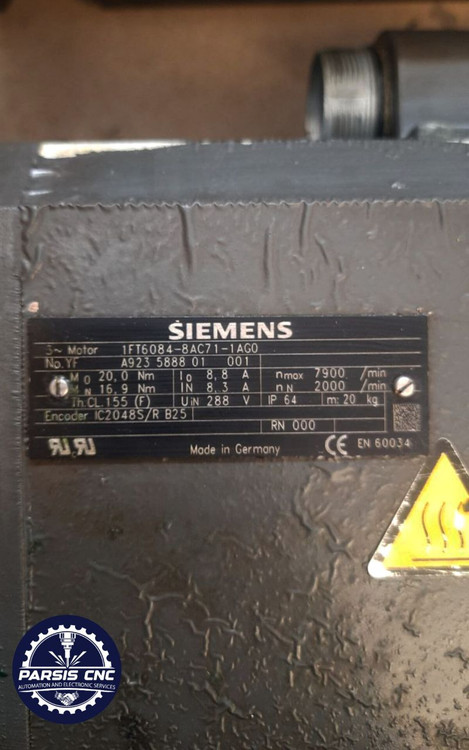 SIEMENS
3~ Motor 1FT6084-8AC71-1AG0
No.YF A923 5888 01 001
M0 20,0 Nm I0 8,8 A nmax 7900 /min
MN 16,9 Nm IN 8,3 A nN 2000 /min
Th.CL 155 (F) UiN 288 V IP 64 m: 20 kg
Encoder IC2048S/R B25
RN 000
Made in Germany CE EN 60034
PARSIS CNC
AUTOMATION AND ELECTRONIC SERVICES